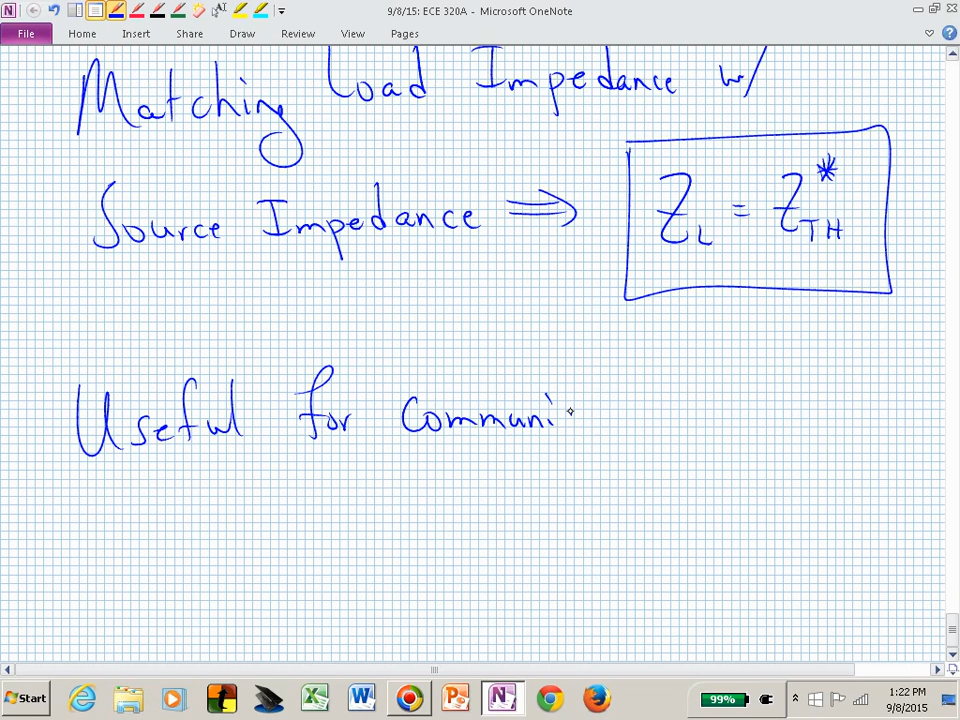 9/8/15: ECE 320A - Microsoft OneNote
File Home Insert Share Draw Review View Pages
Matching Load Impedance w/
Source Impedance ⇒ Z_L = Z_TH*
Useful for Communi
Start
99%
1:22 PM
9/8/2015